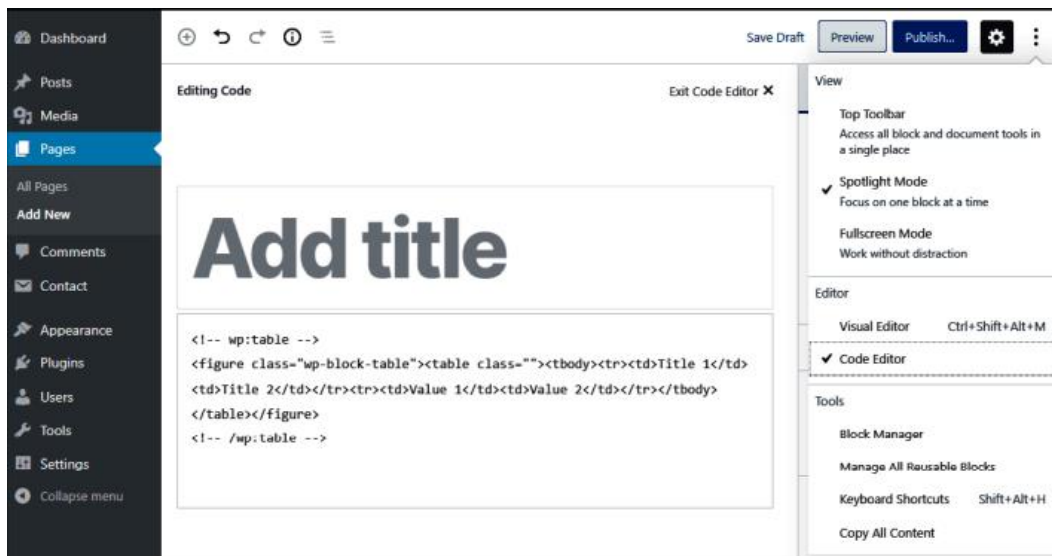 Dashboard
Posts
Media
Pages
All Pages
Add New
Comments
Contact
Appearance
Plugins
Users
Tools
Settings
Collapse menu
Save Draft
Preview
Publish...
Editing Code
Exit Code Editor ✕
Add title
<!-- wp:table -->
<figure class="wp-block-table"><table class=""><tbody><tr><td>Title 1</td>
<td>Title 2</td></tr><tr><td>Value 1</td><td>Value 2</td></tr></tbody>
</table></figure>
<!-- /wp:table -->
View
Top Toolbar
Access all block and document tools in
a single place
Spotlight Mode
Focus on one block at a time
Fullscreen Mode
Work without distraction
Editor
Visual Editor Ctrl+Shift+Alt+M
Code Editor
Tools
Block Manager
Manage All Reusable Blocks
Keyboard Shortcuts Shift+Alt+H
Copy All Content